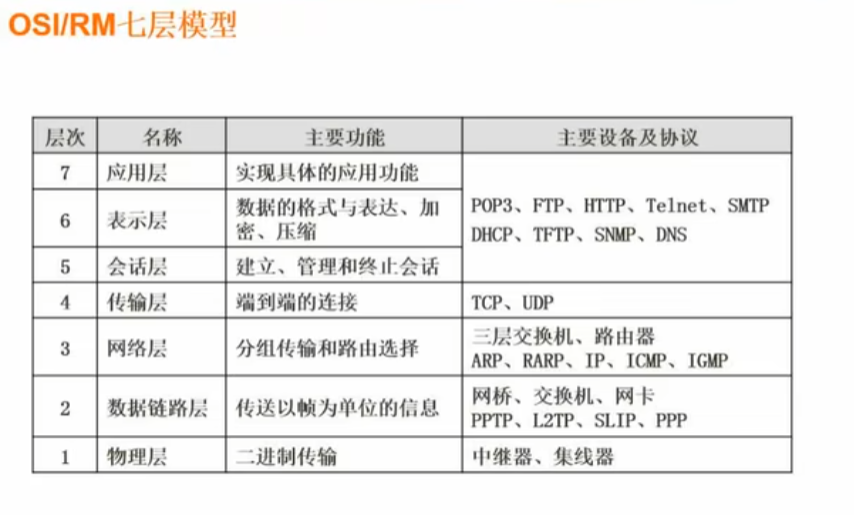 OSI/RM七层模型
层次 名称 主要功能 主要设备及协议
7 应用层 实现具体的应用功能
6 表示层 数据的格式与表达、加
密、压缩
POP3、FTP、HTTP、Telnet、SMTP
DHCP、TFTP、SNMP、DNS
5 会话层 建立、管理和终止会话
4 传输层 端到端的连接 TCP、UDP
3 网络层 分组传输和路由选择 三层交换机、路由器
ARP、RARP、IP、ICMP、IGMP
2 数据链路层 传送以帧为单位的信息 网桥、交换机、网卡
PPTP、L2TP、SLIP、PPP
1 物理层 二进制传输 中继器、集线器